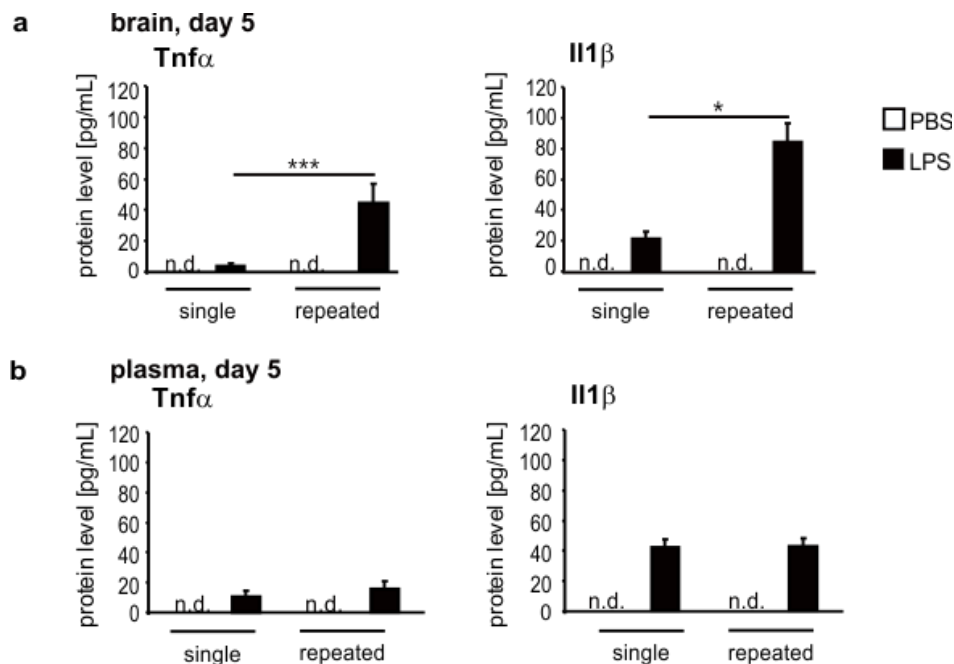 a brain, day 5
Tnfα
protein level [pg/mL]
120
100
80
60
40
20
0
***
n.d.
n.d.
single
repeated
Il1β
protein level [pg/mL]
120
100
80
60
40
20
0
*
n.d.
n.d.
single
repeated
PBS
LPS
b plasma, day 5
Tnfα
protein level [pg/mL]
120
100
80
60
40
20
0
n.d.
n.d.
single
repeated
Il1β
protein level [pg/mL]
120
100
80
60
40
20
0
n.d.
n.d.
single
repeated